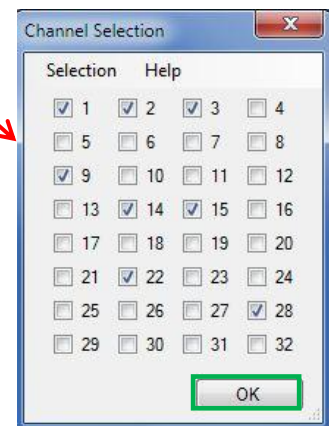 Channel Selection
Selection Help
1 2 3 4
5 6 7 8
9 10 11 12
13 14 15 16
17 18 19 20
21 22 23 24
25 26 27 28
29 30 31 32
OK